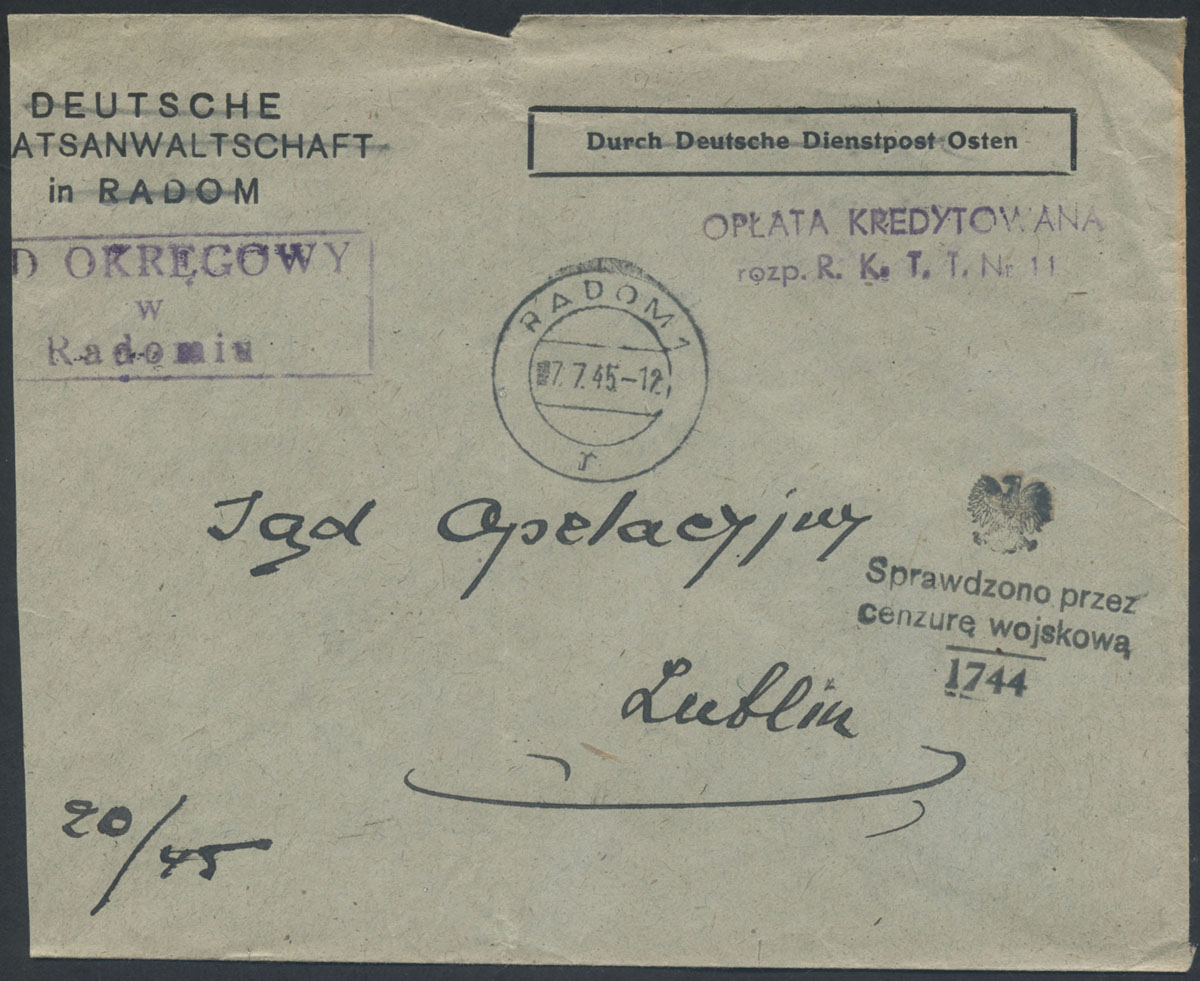 DEUTSCHE
ATSANWALTSCHAFT
in RADOM
Durch Deutsche Dienstpost Osten
D OKRĘGOWY
w
Radomiu
OPŁATA KREDYTOWANA
rozp. R. K. T. T. Nr 11
RADOM 1
7.7.45-12
r
Sąd Apelacyjny
Lublin
Sprawdzono przez
cenzurę wojskową
1744
20/45